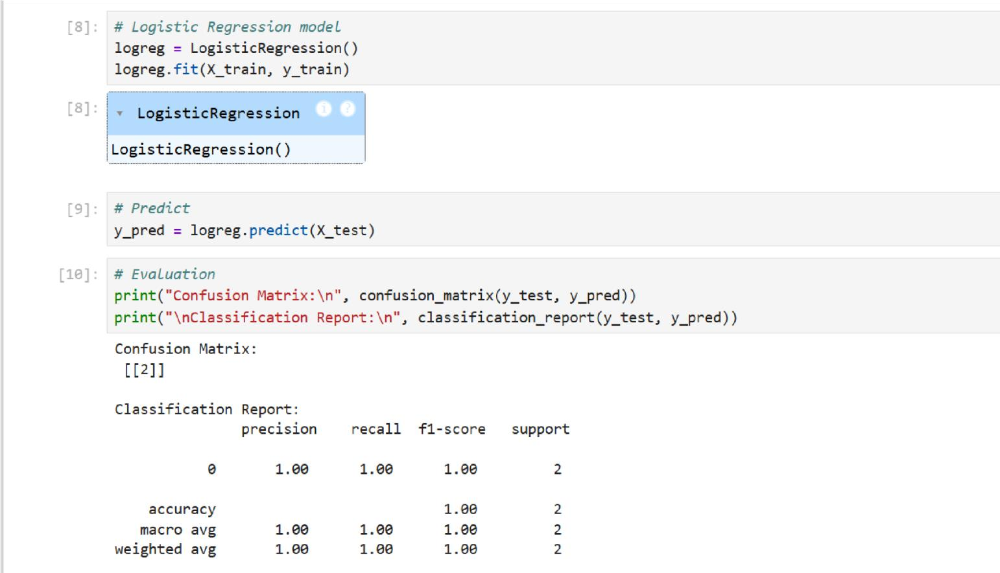 [8]: # Logistic Regression model
logreg = LogisticRegression()
logreg.fit(X_train, y_train)
[8]: ▾ LogisticRegression i ?
LogisticRegression()
[9]: # Predict
y_pred = logreg.predict(X_test)
[10]: # Evaluation
print("Confusion Matrix:\n", confusion_matrix(y_test, y_pred))
print("\nClassification Report:\n", classification_report(y_test, y_pred))
Confusion Matrix:
[[2]]
Classification Report:
precision recall f1-score support
0 1.00 1.00 1.00 2
accuracy 1.00 2
macro avg 1.00 1.00 1.00 2
weighted avg 1.00 1.00 1.00 2